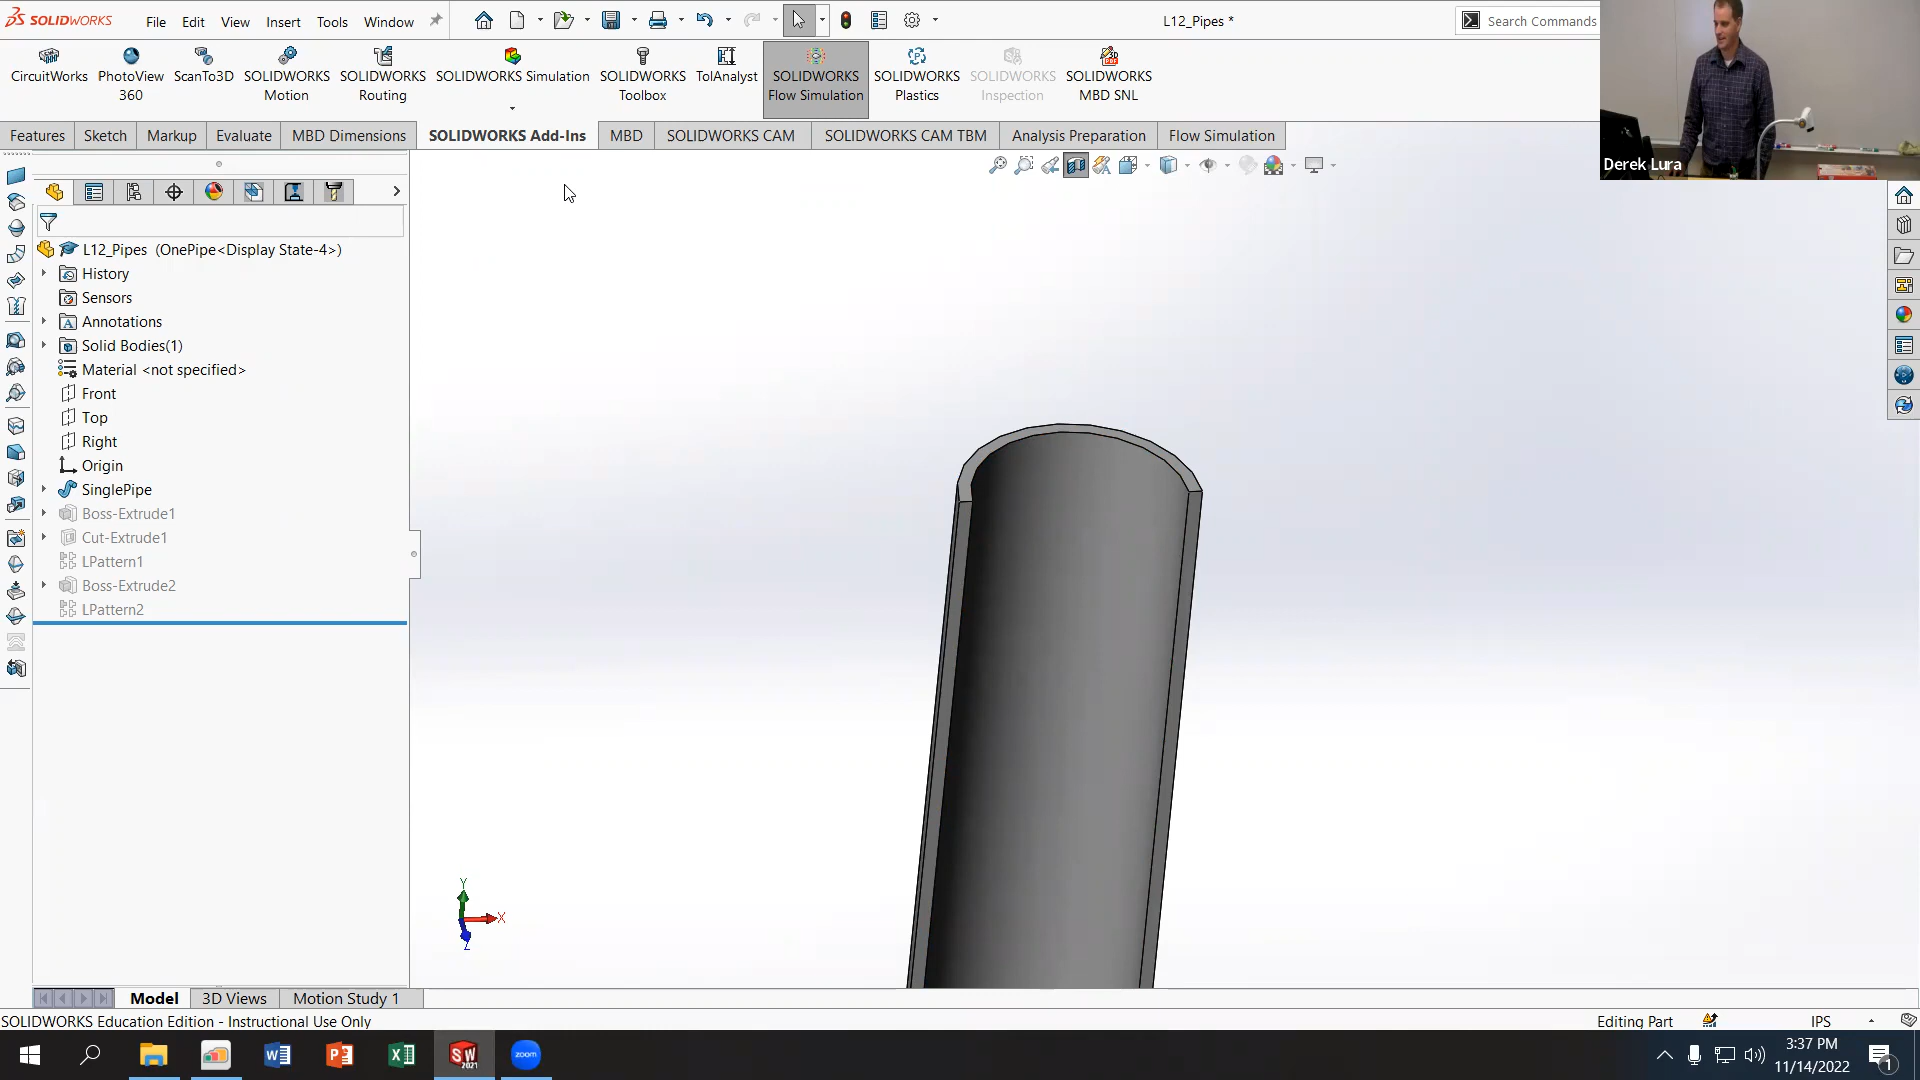 SOLIDWORKS File Edit View Insert Tools Window L12_Pipes * Search Commands
CircuitWorks PhotoView 360 ScanTo3D SOLIDWORKS Motion SOLIDWORKS Routing SOLIDWORKS Simulation SOLIDWORKS Toolbox TolAnalyst SOLIDWORKS Flow Simulation SOLIDWORKS Plastics SOLIDWORKS Inspection SOLIDWORKS MBD SNL
Features Sketch Markup Evaluate MBD Dimensions SOLIDWORKS Add-Ins MBD SOLIDWORKS CAM SOLIDWORKS CAM TBM Analysis Preparation Flow Simulation
Derek Lura
L12_Pipes (OnePipe<Display State-4>)
History
Sensors
Annotations
Solid Bodies(1)
Material <not specified>
Front
Top
Right
Origin
SinglePipe
Boss-Extrude1
Cut-Extrude1
LPattern1
Boss-Extrude2
LPattern2
Y
X
Z
Model 3D Views Motion Study 1
SOLIDWORKS Education Edition - Instructional Use Only Editing Part IPS
3:37 PM
11/14/2022
1